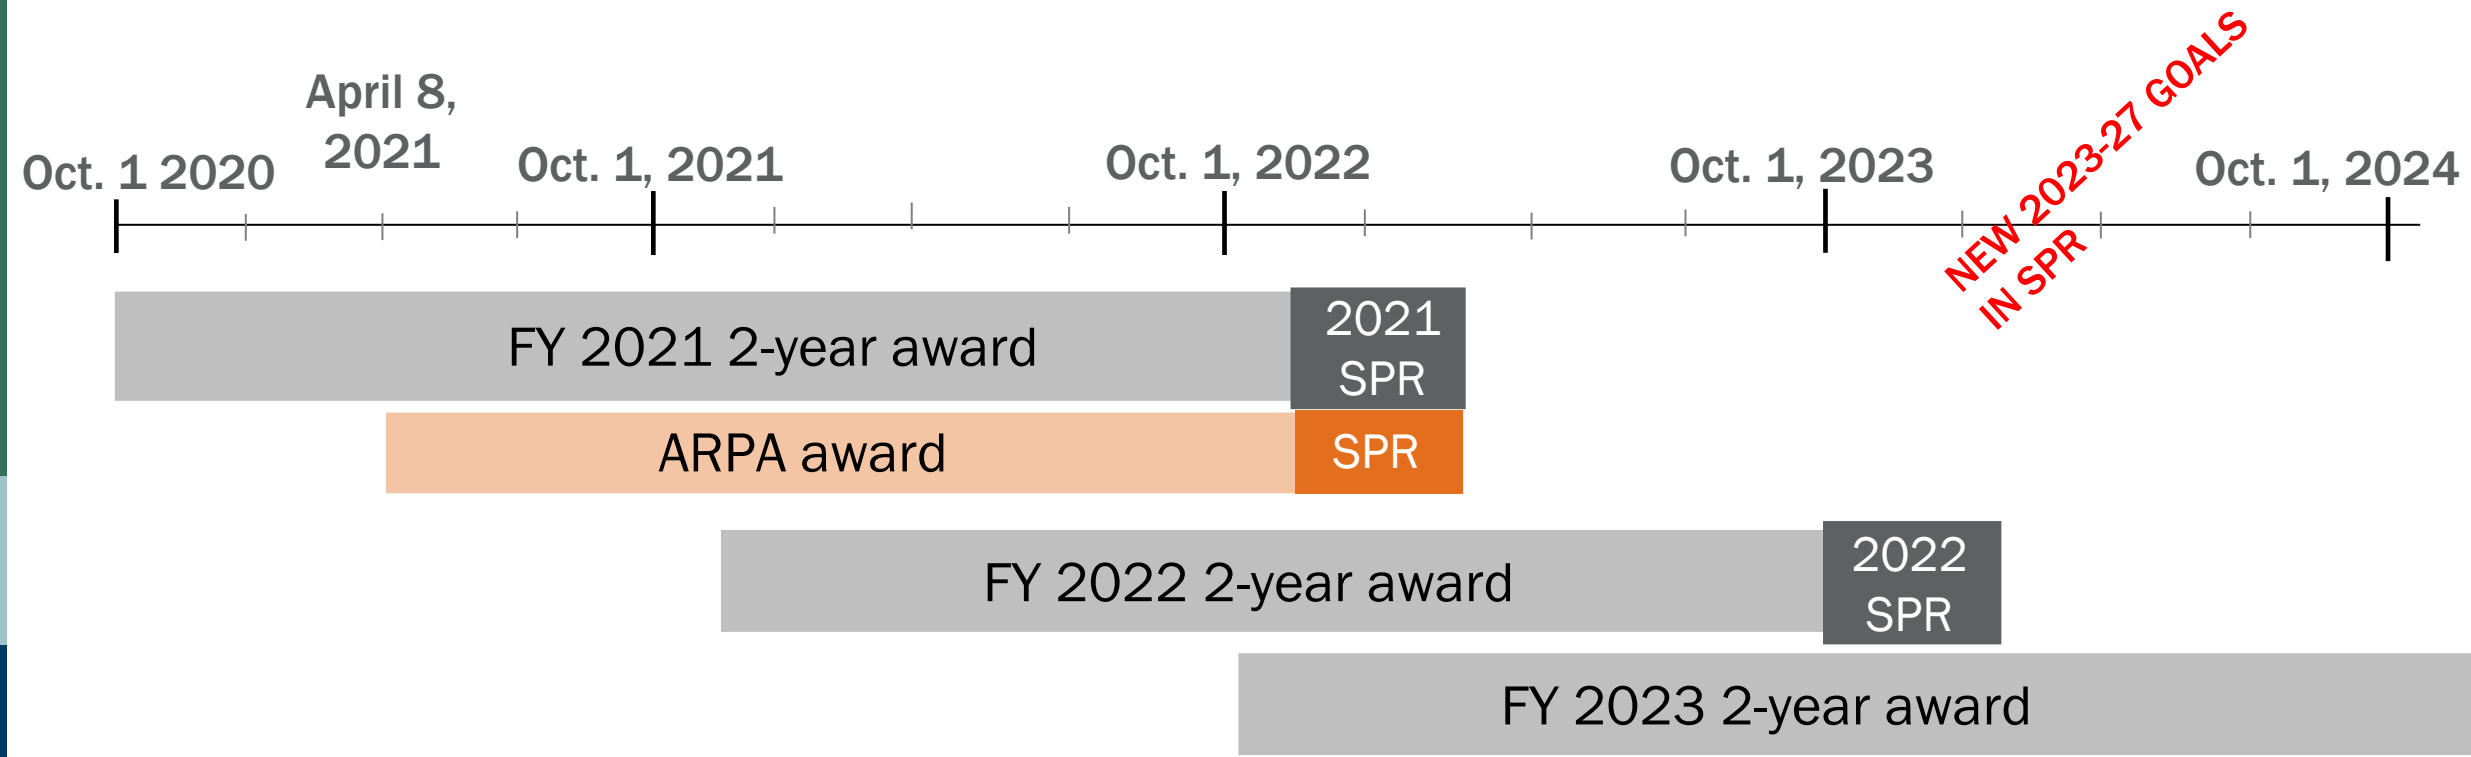 April 8,
2021
Oct. 1 2020
Oct. 1, 2021
Oct. 1, 2022
Oct. 1, 2023
Oct. 1, 2024
NEW 2023-27 GOALS
IN SPR
FY 2021 2-year award
2021
SPR
ARPA award
SPR
FY 2022 2-year award
2022
SPR
FY 2023 2-year award